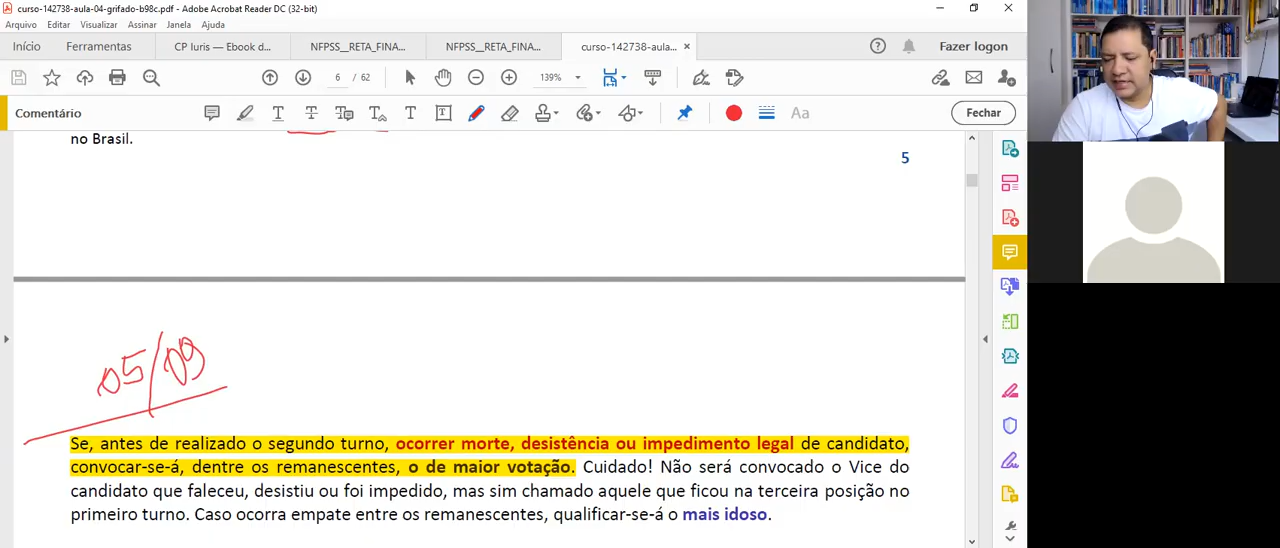 curso-142738-aula-04-grifado-b98c.pdf - Adobe Acrobat Reader DC (32-bit)
Arquivo Editar Visualizar Assinar Janela Ajuda
Início Ferramentas CP Iuris — Ebook d... NFPSS_RETA_FINA... NFPSS_RETA_FINA... curso-142738-aula... × Fazer logon
6 / 62 139%
Comentário Aa Fechar
no Brasil.
5
05/09
Se, antes de realizado o segundo turno, ocorrer morte, desistência ou impedimento legal de candidato,
convocar-se-á, dentre os remanescentes, o de maior votação. Cuidado! Não será convocado o Vice do
candidato que faleceu, desistiu ou foi impedido, mas sim chamado aquele que ficou na terceira posição no
primeiro turno. Caso ocorra empate entre os remanescentes, qualificar-se-á o mais idoso.